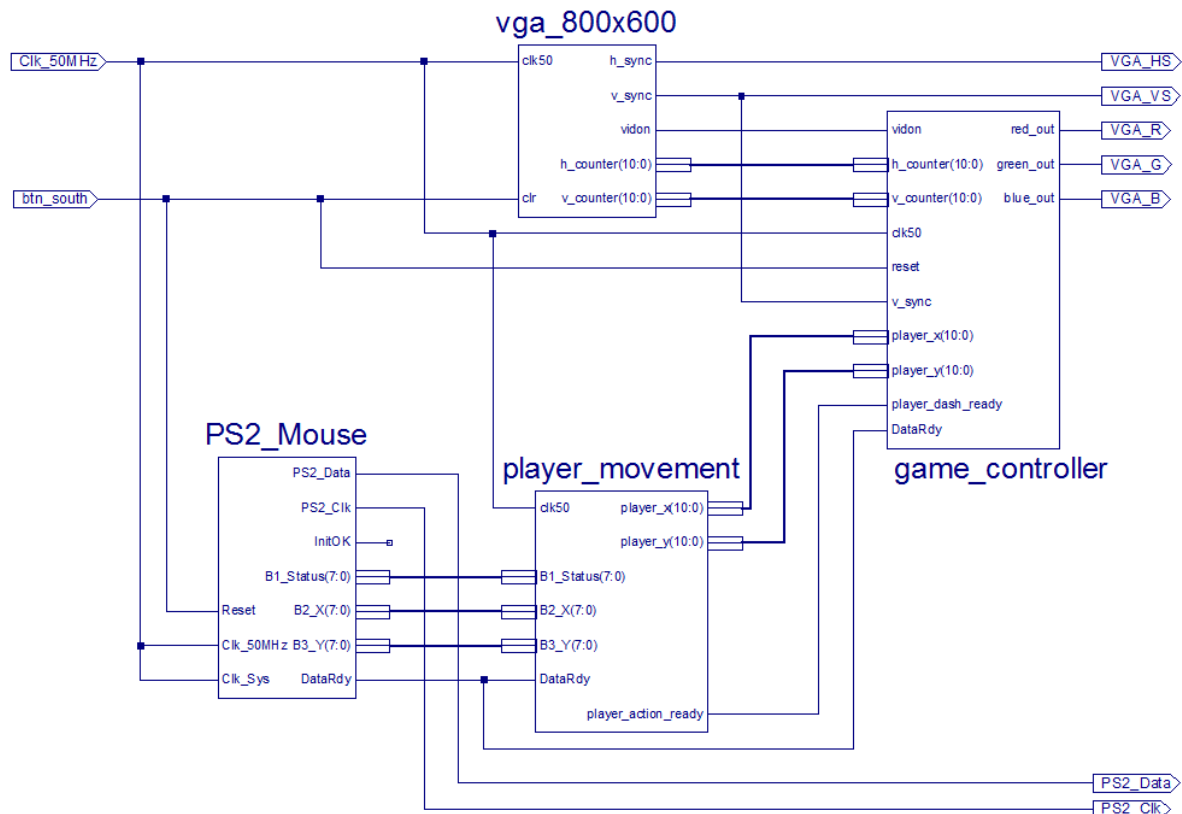 vga_800x600
Clk_50MHz
clk50 h_sync
VGA_HS
v_sync
VGA_VS
vidon
vidon red_out
VGA_R
h_counter(10:0)
h_counter(10:0) green_out
VGA_G
btn_south
clr v_counter(10:0)
v_counter(10:0) blue_out
VGA_B
clk50
reset
v_sync
player_x(10:0)
player_y(10:0)
player_dash_ready
DataRdy
game_controller
PS2_Mouse
PS2_Data
PS2_Clk
InitOK
B1_Status(7:0)
Reset B2_X(7:0)
Clk_50MHz B3_Y(7:0)
Clk_Sys DataRdy
player_movement
clk50 player_x(10:0)
player_y(10:0)
B1_Status(7:0)
B2_X(7:0)
B3_Y(7:0)
DataRdy
player_action_ready
PS2_Data
PS2_Clk